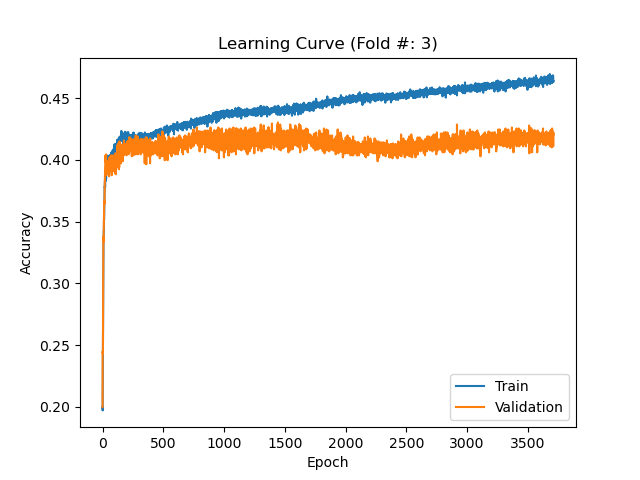 Learning Curve (Fold #: 3)
0.45
0.40
0.35
0.30
0.25
0.20
Accuracy
Train
Validation
0 500 1000 1500 2000 2500 3000 3500
Epoch